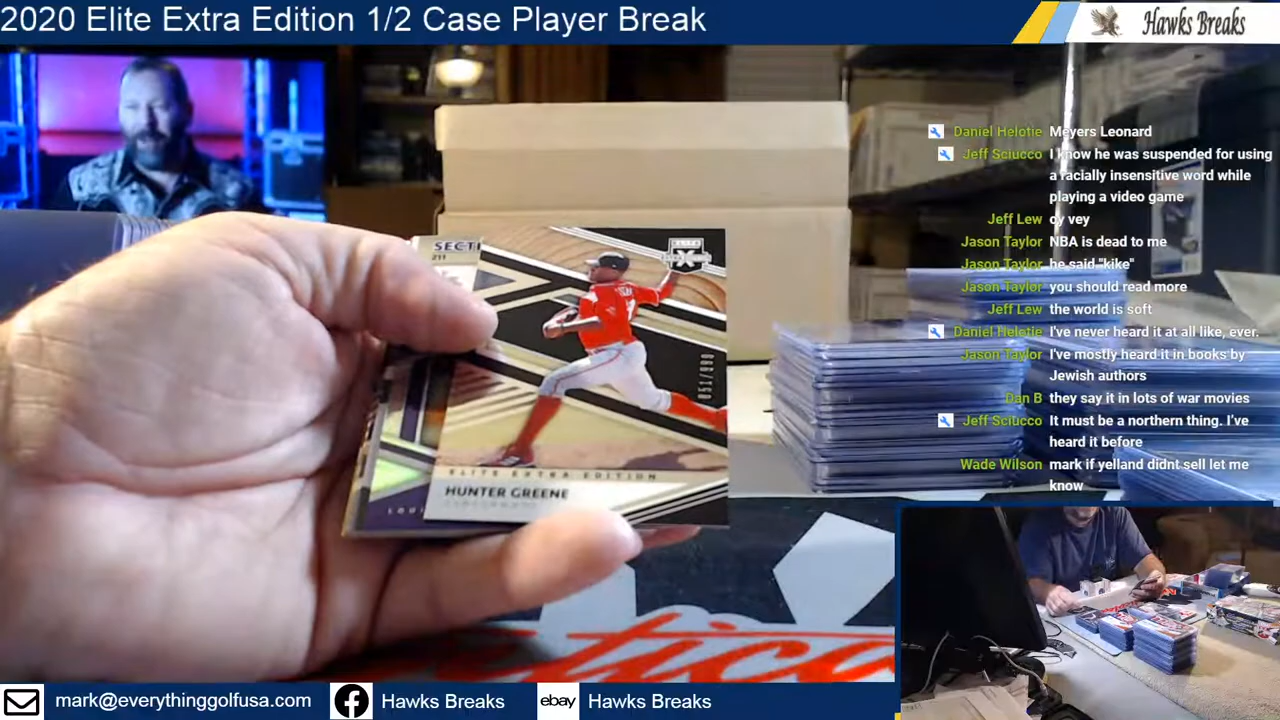 2020 Elite Extra Edition 1/2 Case Player Break
Hawks Breaks
Daniel Helotie Meyers Leonard
Jeff Sciucco I know he was suspended for using
a racially insensitive word while
playing a video game
Jeff Lew oy vey
Jason Taylor NBA is dead to me
Jason Taylor he said "kike"
Jason Taylor you should read more
Jeff Lew the world is soft
Daniel Helotie I've never heard it at all like, ever.
Jason Taylor I've mostly heard it in books by
Jewish authors
Dan B they say it in lots of war movies
Jeff Sciucco It must be a northern thing. I've
heard it before
Wade Wilson mark if yelland didnt sell let me
know
SECTI
211
ELITE
051/999
ELITE EXTRA EDITION
HUNTER GREENE
LOUI
mark@everythinggolfusa.com
Hawks Breaks
ebay
Hawks Breaks